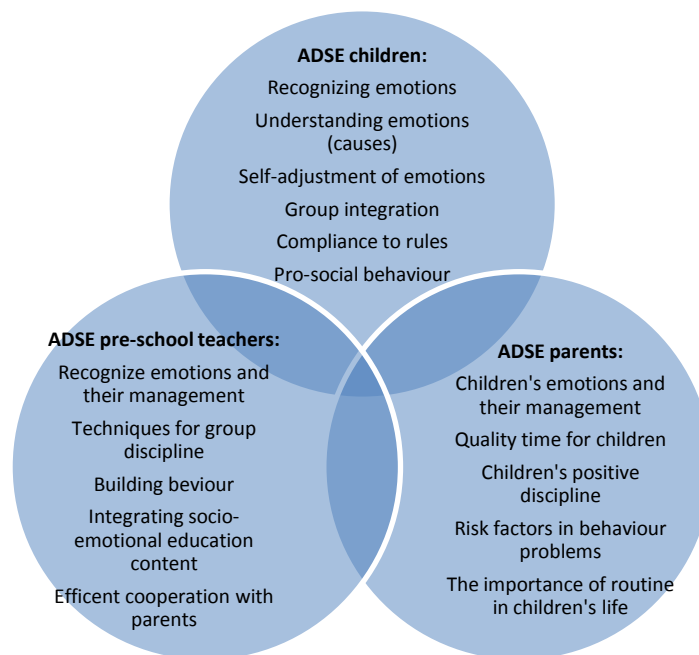 ADSE children:
Recognizing emotions
Understanding emotions
(causes)
Self-adjustment of emotions
Group integration
Compliance to rules
Pro-social behaviour
ADSE pre-school teachers:
Recognize emotions and
their management
Techniques for group
discipline
Building beviour
Integrating socio-
emotional education
content
Efficent cooperation with
parents
ADSE parents:
Children's emotions and
their management
Quality time for children
Children's positive
discipline
Risk factors in behaviour
problems
The importance of routine
in children's life